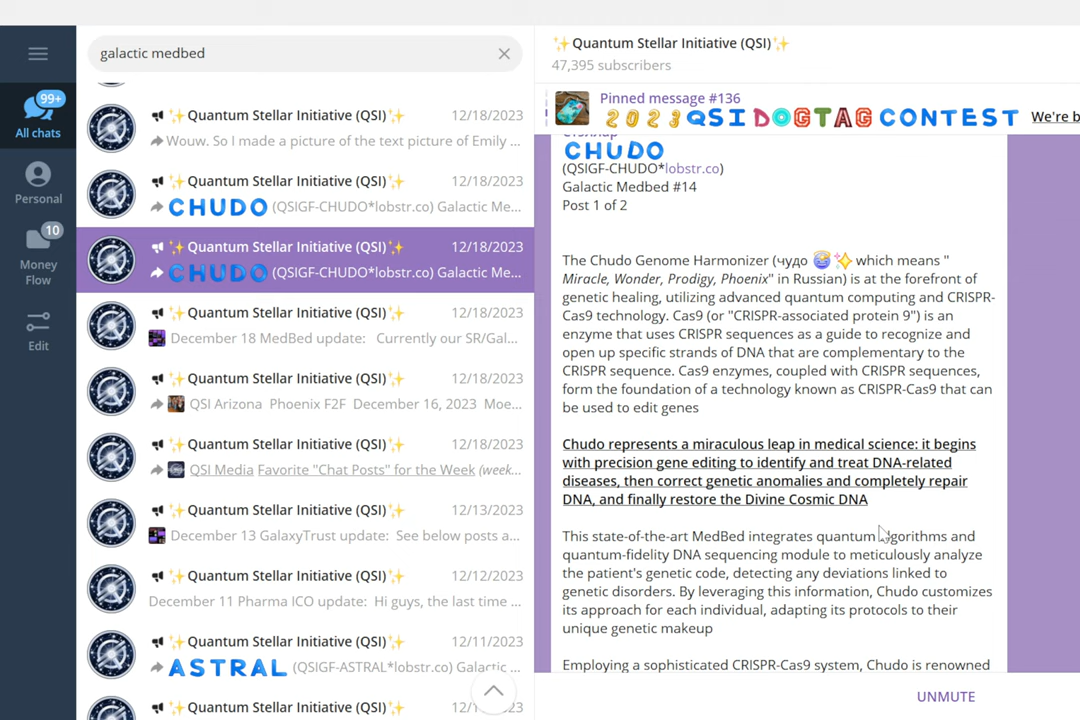 galactic medbed
99+
All chats
Personal
10
Money
Flow
Edit
✨Quantum Stellar Initiative (QSI)✨ 12/18/2023
Wouw. So I made a picture of the text picture of Emily ...
✨Quantum Stellar Initiative (QSI)✨ 12/18/2023
CHUDO (QSIGF-CHUDO*lobstr.co) Galactic Me...
✨Quantum Stellar Initiative (QSI)✨ 12/18/2023
CHUDO (QSIGF-CHUDO*lobstr.co) Galactic Me...
✨Quantum Stellar Initiative (QSI)✨ 12/18/2023
December 18 MedBed update: Currently our SR/Gal...
✨Quantum Stellar Initiative (QSI)✨ 12/18/2023
QSI Arizona Phoenix F2F December 16, 2023 Moe...
✨Quantum Stellar Initiative (QSI)✨ 12/18/2023
QSI Media Favorite "Chat Posts" for the Week (week...
✨Quantum Stellar Initiative (QSI)✨ 12/13/2023
December 13 GalaxyTrust update: See below posts a...
✨Quantum Stellar Initiative (QSI)✨ 12/12/2023
December 11 Pharma ICO update: Hi guys, the last time ...
✨Quantum Stellar Initiative (QSI)✨ 12/11/2023
ASTRAL (QSIGF-ASTRAL*lobstr.co) Galactic ...
✨Quantum Stellar Initiative (QSI)✨
✨Quantum Stellar Initiative (QSI)✨
47,395 subscribers
Pinned message #136
2023 QSI DOGTAG CONTEST We're b
CHUDO
(QSIGF-CHUDO*lobstr.co)
Galactic Medbed #14
Post 1 of 2
The Chudo Genome Harmonizer (чудо 😇✨ which means "
Miracle, Wonder, Prodigy, Phoenix" in Russian) is at the forefront of
genetic healing, utilizing advanced quantum computing and CRISPR-
Cas9 technology. Cas9 (or "CRISPR-associated protein 9") is an
enzyme that uses CRISPR sequences as a guide to recognize and
open up specific strands of DNA that are complementary to the
CRISPR sequence. Cas9 enzymes, coupled with CRISPR sequences,
form the foundation of a technology known as CRISPR-Cas9 that can
be used to edit genes
Chudo represents a miraculous leap in medical science: it begins
with precision gene editing to identify and treat DNA-related
diseases, then correct genetic anomalies and completely repair
DNA, and finally restore the Divine Cosmic DNA
This state-of-the-art MedBed integrates quantum algorithms and
quantum-fidelity DNA sequencing module to meticulously analyze
the patient's genetic code, detecting any deviations linked to
genetic disorders. By leveraging this information, Chudo customizes
its approach for each individual, adapting its protocols to their
unique genetic makeup
Employing a sophisticated CRISPR-Cas9 system, Chudo is renowned
UNMUTE